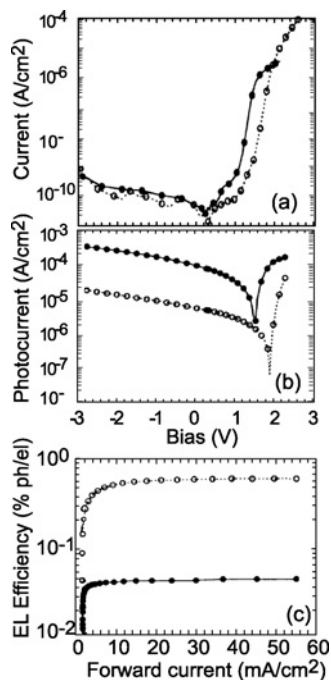 10⁻⁴
10⁻⁶
10⁻
10⁻¹⁰
Current (A/cm²)
(a)
10⁻³
10⁻⁴
10⁻⁵
10⁻⁶
10⁻⁷
10⁻
Photocurrent (A/cm²)
(b)
-3 -2 -1 0 1 2 3
Bias (V)
10⁰
10⁻¹
10⁻²
EL Efficiency (% ph/el)
(c)
0 10 20 30 40 50 60
Forward current (mA/cm²)